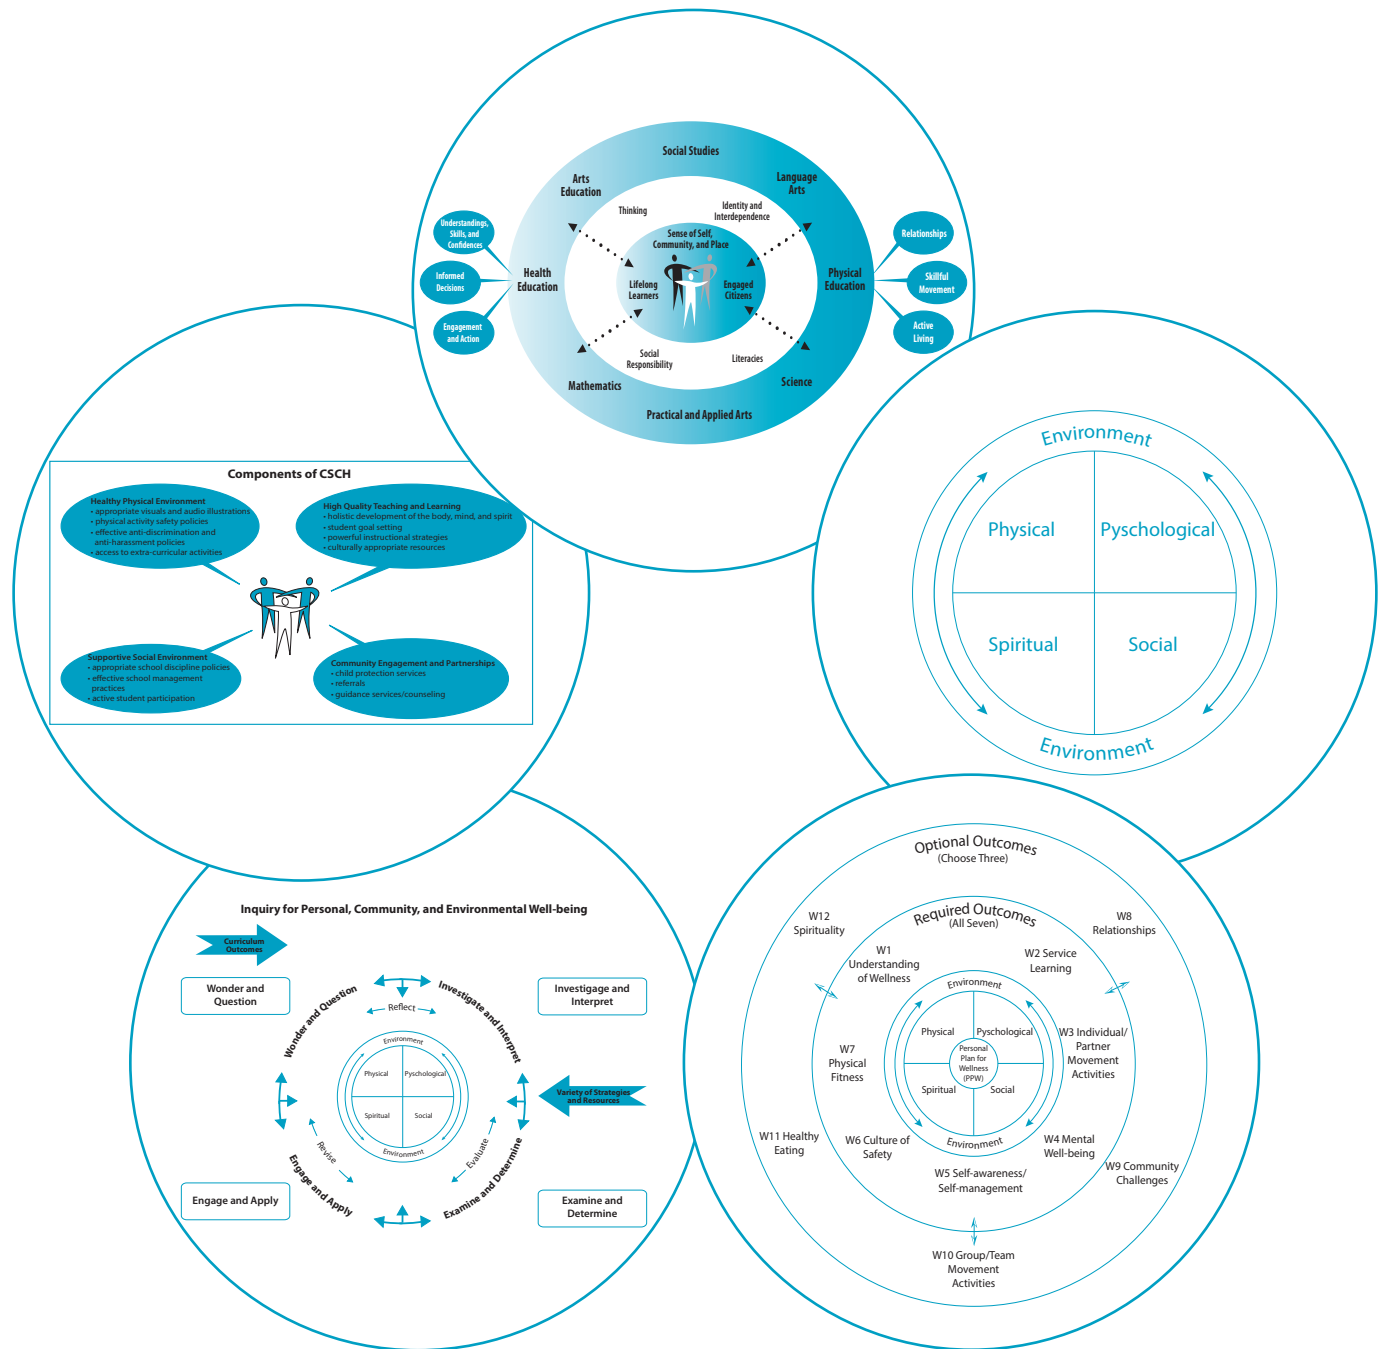 Social Studies
Arts
Education
Language
Arts
Thinking
Identity and
Interdependence
Understandings,
Skills, and
Confidences
Informed
Decisions
Engagement
and Action
Health
Education
Sense of Self,
Community, and Place
Lifelong
Learners
Engaged
Citizens
Physical
Education
Relationships
Skillful
Movement
Active
Living
Social
Responsibility
Literacies
Mathematics
Science
Practical and Applied Arts
Components of CSCH
Healthy Physical Environment
• appropriate visuals and audio illustrations
• physical activity safety policies
• effective anti-discrimination and
anti-harassment policies
• access to extra-curricular activities
High Quality Teaching and Learning
• holistic development of the body, mind, and spirit
• student goal setting
• powerful instructional strategies
• culturally appropriate resources
Supportive Social Environment
• appropriate school discipline policies
• effective school management
practices
• active student participation
Community Engagement and Partnerships
• child protection services
• referrals
• guidance services/counseling
Environment
Physical
Pyschological
Spiritual
Social
Environment
Inquiry for Personal, Community, and Environmental Well-being
Curriculum
Outcomes
Wonder and
Question
Investigage and
Interpret
Wonder and Question
Investigate and Interpret
Reflect
Environment
Physical
Pyschological
Spiritual
Social
Environment
Variety of Strategies
and Resources
Revise
Evaluate
Engage and Apply
Examine and Determine
Engage and Apply
Examine and
Determine
Optional Outcomes
(Choose Three)
Required Outcomes
(All Seven)
W12
Spirituality
W8
Relationships
W1
Understanding
of Wellness
W2 Service
Learning
Environment
Physical
Pyschological
Personal
Plan for
Wellness
(PPW)
Spiritual
Social
Environment
W7
Physical
Fitness
W3 Individual/
Partner
Movement
Activities
W11 Healthy
Eating
W6 Culture of
Safety
W4 Mental
Well-being
W5 Self-awareness/
Self-management
W9 Community
Challenges
W10 Group/Team
Movement
Activities